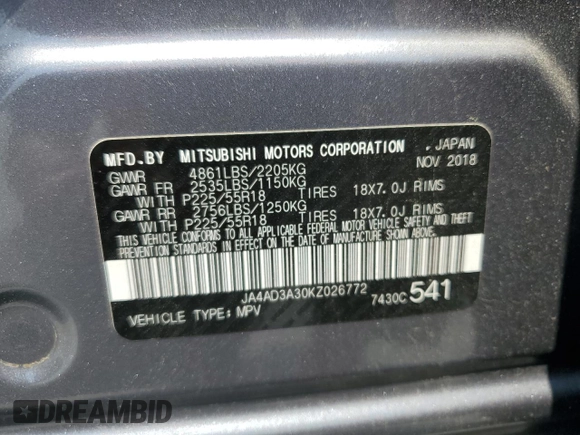 MFD.BY MITSUBISHI MOTORS CORPORATION , JAPAN
GVWR 4861LBS/2205KG NOV 2018
GAWR FR 2535LBS/1150KG
WITH P225/55R18 TIRES 18X7.0J RIMS
GAWR RR 2756LBS/1250KG
WITH P225/55R18 TIRES 18X7.0J RIMS
THIS VEHICLE CONFORMS TO ALL APPLICABLE FEDERAL MOTOR VEHICLE SAFETY AND
THEFT PREVENTION STANDARDS IN EFFECT ON THE DATE OF MANUFACTURE SHOWN ABOVE.
JA4AD3A30KZ026772
7430C 541
VEHICLE TYPE: MPV
DREAMBID